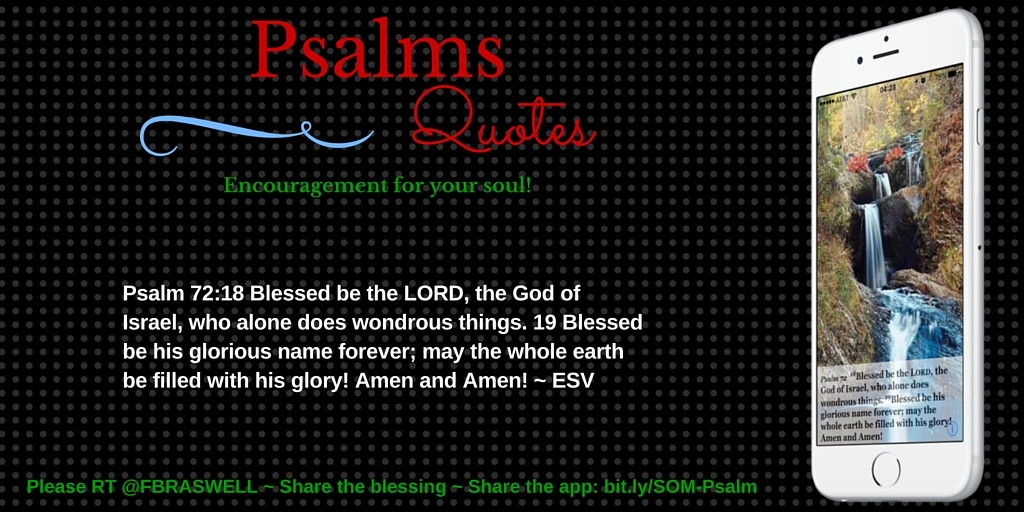 Psalms
Quotes
Encouragement for your soul!
Psalm 72:18 Blessed be the LORD, the God of
Israel, who alone does wondrous things. 19 Blessed
be his glorious name forever; may the whole earth
be filled with his glory! Amen and Amen! ~ ESV
Please RT @FBRASWELL ~ Share the blessing ~ Share the app: bit.ly/SOM-Psalm
AT&T 04:23 75%
Psalm 72 18Blessed be the LORD, the
God of Israel, who alone does
wondrous things. 19Blessed be his
glorious name forever; may the
whole earth be filled with his glory!
Amen and Amen!